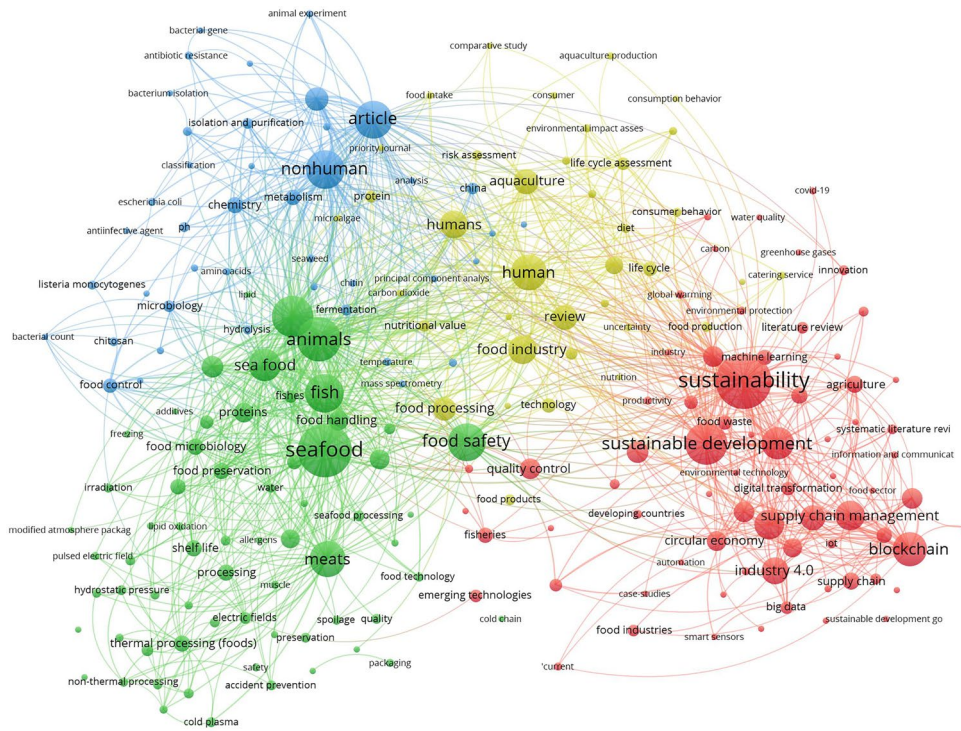 animal experiment
bacterial gene
comparative study
antibiotic resistance
aquaculture production
bacterium isolation
food intake
consumer
consumption behavior
article
isolation and purification
environmental impact asses
priority journal
risk assessment
life cycle assessment
classification
nonhuman
analysis
aquaculture
china
covid-19
metabolism
protein
escherichia coli
chemistry
consumer behavior
water quality
microalgae
humans
diet
antiinfective agent
ph
carbon
greenhouse gases
seaweed
amino acids
human
life cycle
innovation
catering service
principal component analys
chitin
listeria monocytogenes
carbon dioxide
lipid
global warming
microbiology
fermentation
environmental protection
review
nutritional value
uncertainty
food production
literature review
hydrolysis
bacterial count
chitosan
animals
food industry
industry
machine learning
temperature
sea food
nutrition
sustainability
food control
mass spectrometry
agriculture
fish
fishes
productivity
technology
food processing
additives
proteins
food handling
food waste
systematic literature revi
freezing
food safety
sustainable development
food microbiology
seafood
information and communicat
food preservation
quality control
environmental technology
irradiation
water
digital transformation
food sector
food products
seafood processing
developing countries
supply chain management
modified atmosphere packag
lipid oxidation
fisheries
allergens
circular economy
iot
shelf life
blockchain
pulsed electric field
meats
automation
processing
food technology
industry 4.0
supply chain
hydrostatic pressure
muscle
emerging technologies
case-studies
big data
electric fields
spoilage
quality
cold chain
sustainable development go
food industries
smart sensors
thermal processing (foods)
preservation
safety
packaging
'current
non-thermal processing
accident prevention
cold plasma